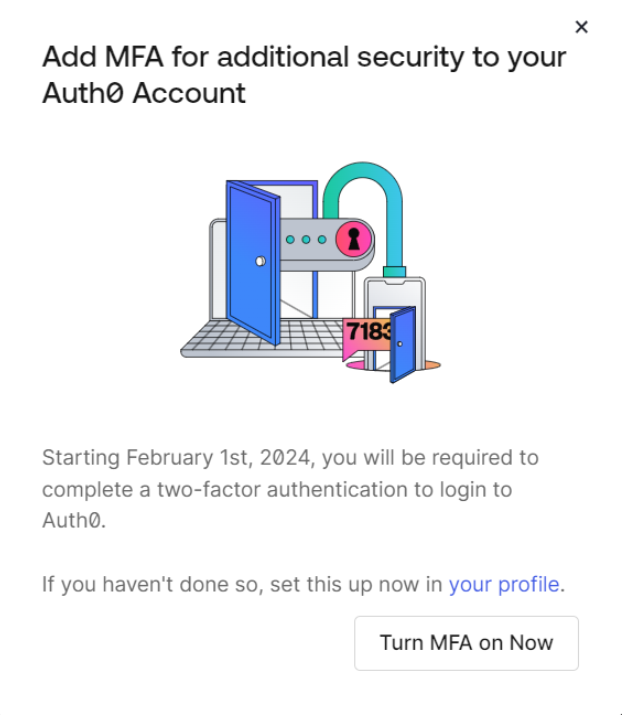 Add MFA for additional security to your
Auth0 Account
7183
Starting February 1st, 2024, you will be required to
complete a two-factor authentication to login to
Auth0.
If you haven't done so, set this up now in your profile.
Turn MFA on Now